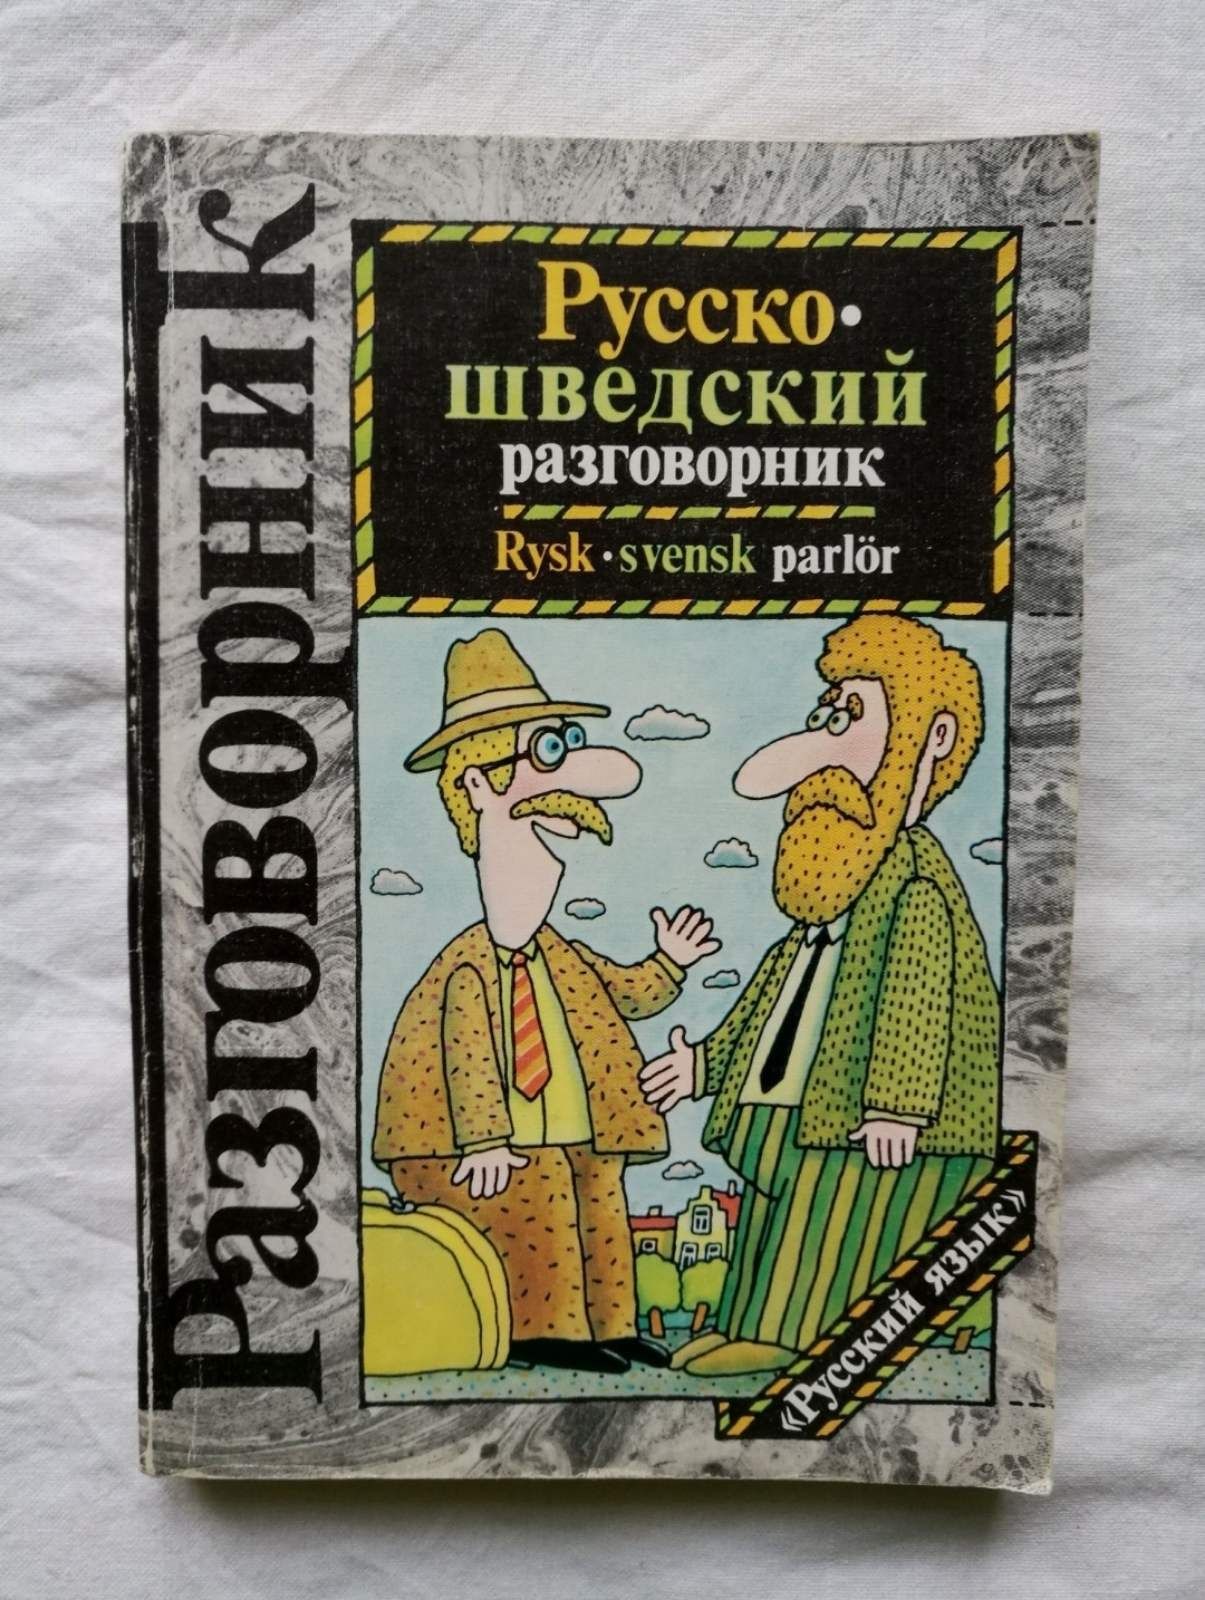 Разговорник
Русско-
шведский
разговорник
Rysk·svensk parlör
«Русский язык»